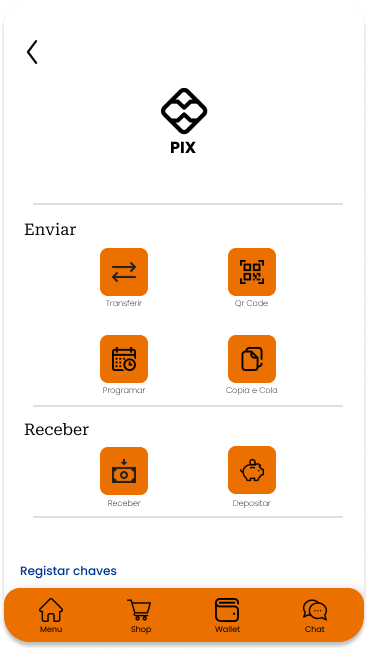 PIX
Enviar
Transferir
Qr Code
Programar
Copia e Cola
Receber
Receber
Depositar
Registar chaves
Menu
Shop
Wallet
Chat